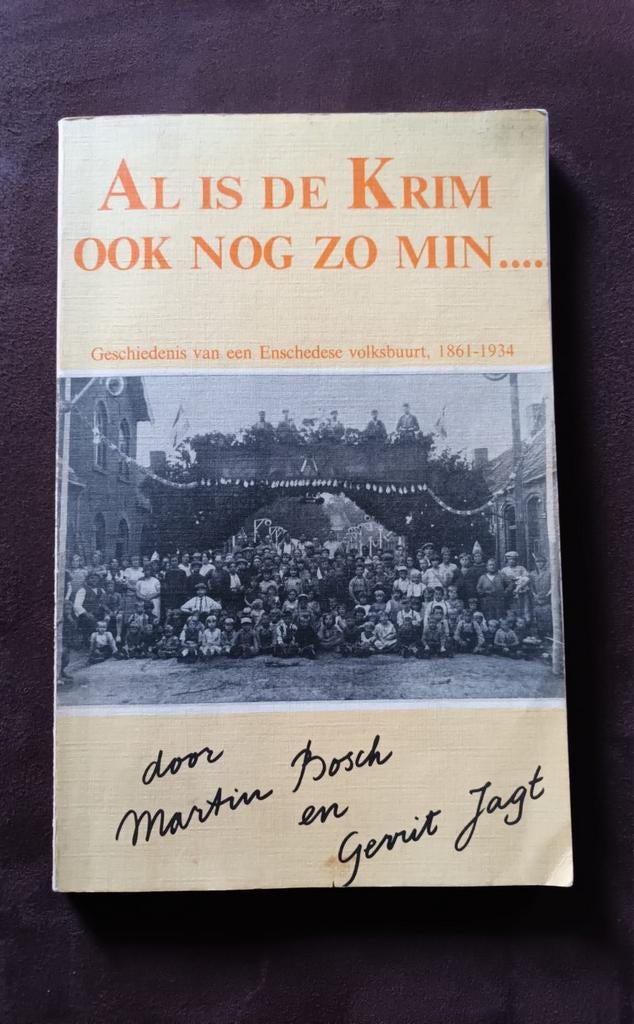 AL IS DE KRIM
OOK NOG ZO MIN....
Geschiedenis van een Enschedese volksbuurt, 1861-1934
door
Martin Bosch
en
Gerrit Jagt